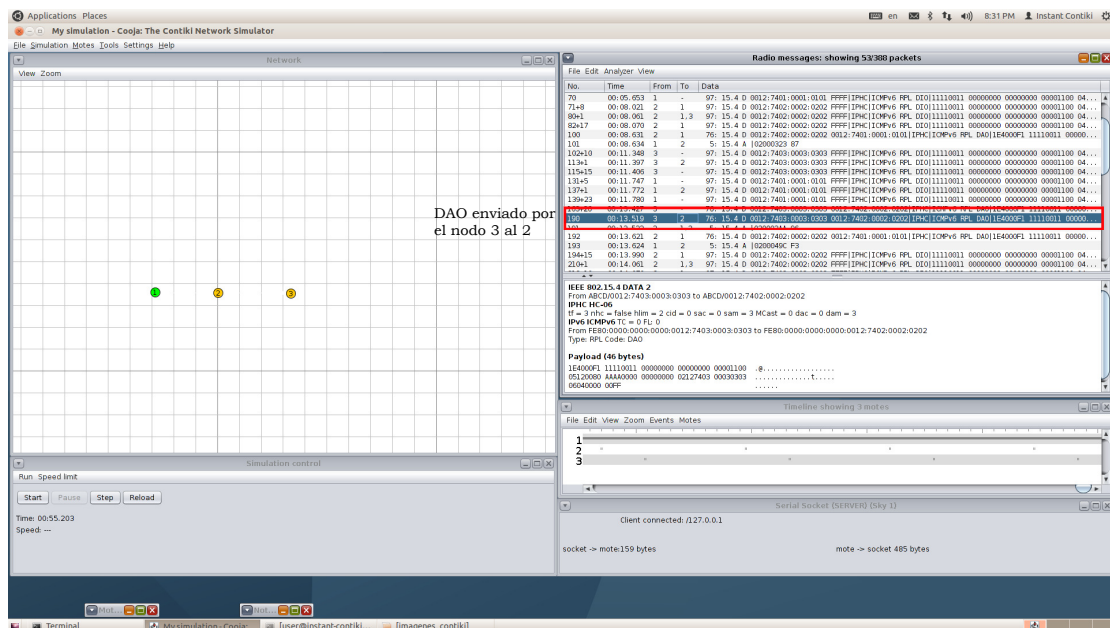 Applications Places
en 8:31 PM Instant Contiki
My simulation - Cooja: The Contiki Network Simulator
File Simulation Motes Tools Settings Help
Network
View Zoom
1 2 3
DAO enviado por
el nodo 3 al 2
Radio messages: showing 53/388 packets
File Edit Analyzer View
No. Time From To Data
70 00:05.653 1 - 97: 15.4 D 0012:7401:0001:0101 FFFF|IPHC|ICMPv6 RPL DIO|11110011 00000000 00000000 00001100 04...
71+8 00:08.021 2 1 97: 15.4 D 0012:7402:0002:0202 FFFF|IPHC|ICMPv6 RPL DIO|11110011 00000000 00000000 00001100 04...
80+1 00:08.061 2 1,3 97: 15.4 D 0012:7402:0002:0202 FFFF|IPHC|ICMPv6 RPL DIO|11110011 00000000 00000000 00001100 04...
82+17 00:08.070 2 1 97: 15.4 D 0012:7402:0002:0202 FFFF|IPHC|ICMPv6 RPL DIO|11110011 00000000 00000000 00001100 04...
100 00:08.631 2 1 76: 15.4 D 0012:7402:0002:0202 0012:7401:0001:0101|IPHC|ICMPv6 RPL DAO|1E4000F1 11110011 00000...
101 00:08.634 1 2 5: 15.4 A |02000323 87
102+10 00:11.348 3 - 97: 15.4 D 0012:7403:0003:0303 FFFF|IPHC|ICMPv6 RPL DIO|11110011 00000000 00000000 00001100 04...
113+1 00:11.397 3 2 97: 15.4 D 0012:7403:0003:0303 FFFF|IPHC|ICMPv6 RPL DIO|11110011 00000000 00000000 00001100 04...
115+15 00:11.406 3 - 97: 15.4 D 0012:7403:0003:0303 FFFF|IPHC|ICMPv6 RPL DIO|11110011 00000000 00000000 00001100 04...
131+5 00:11.747 1 - 97: 15.4 D 0012:7401:0001:0101 FFFF|IPHC|ICMPv6 RPL DIO|11110011 00000000 00000000 00001100 04...
137+1 00:11.772 1 2 97: 15.4 D 0012:7401:0001:0101 FFFF|IPHC|ICMPv6 RPL DIO|11110011 00000000 00000000 00001100 04...
139+23 00:11.780 1 - 97: 15.4 D 0012:7401:0001:0101 FFFF|IPHC|ICMPv6 RPL DIO|11110011 00000000 00000000 00001100 04...
190 00:13.519 3 2 76: 15.4 D 0012:7403:0003:0303 0012:7402:0002:0202|IPHC|ICMPv6 RPL DAO|1E4000F1 11110011 00000...
192 00:13.621 2 1 76: 15.4 D 0012:7402:0002:0202 0012:7401:0001:0101|IPHC|ICMPv6 RPL DAO|1E4000F1 11110011 00000...
193 00:13.624 1 2 5: 15.4 A |0200049C F3
194+15 00:13.990 2 1 97: 15.4 D 0012:7402:0002:0202 FFFF|IPHC|ICMPv6 RPL DIO|11110011 00000000 00000000 00001100 04...
210+1 00:14.061 2 1,3 97: 15.4 D 0012:7402:0002:0202 FFFF|IPHC|ICMPv6 RPL DIO|11110011 00000000 00000000 00001100 04...
IEEE 802.15.4 DATA 2
From ABCD/0012:7403:0003:0303 to ABCD/0012:7402:0002:0202
IPHC HC-06
tf = 3 nhc = false hlim = 2 cid = 0 sac = 0 sam = 3 MCast = 0 dac = 0 dam = 3
IPv6 ICMPv6 TC = 0 FL: 0
From FE80:0000:0000:0000:0012:7403:0003:0303 to FE80:0000:0000:0000:0012:7402:0002:0202
Type: RPL Code: DAO
Payload (46 bytes)
1E4000F1 11110011 00000000 00000000 00001100 .@..................
05120080 AAAA0000 00000000 02127403 00030303 .............t.....
06040000 00FF ......
Timeline showing 3 motes
File Edit View Zoom Events Motes
1
2
3
Simulation control
Run Speed limit
Start Pause Step Reload
Time: 00:55.203
Speed: ---
Serial Socket (SERVER) (Sky 1)
Client connected: /127.0.0.1
socket -> mote:159 bytes mote -> socket 485 bytes
Mot... Not...
Terminal My simulation - Cooja: [user@instant-contiki [imagenes_contiki]